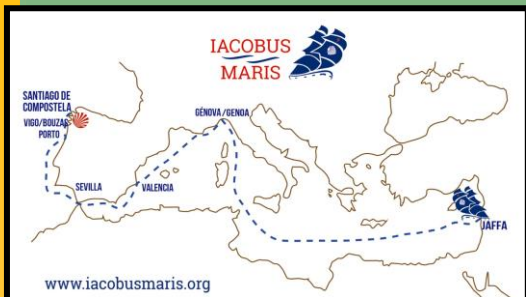 IACOBUS
MARIS
SANTIAGO DE
COMPOSTELA
VIGO/BOUZAS
PORTO
GÉNOVA/GENOA
SEVILLA
VALENCIA
JAFFA
www.iacobusmaris.org